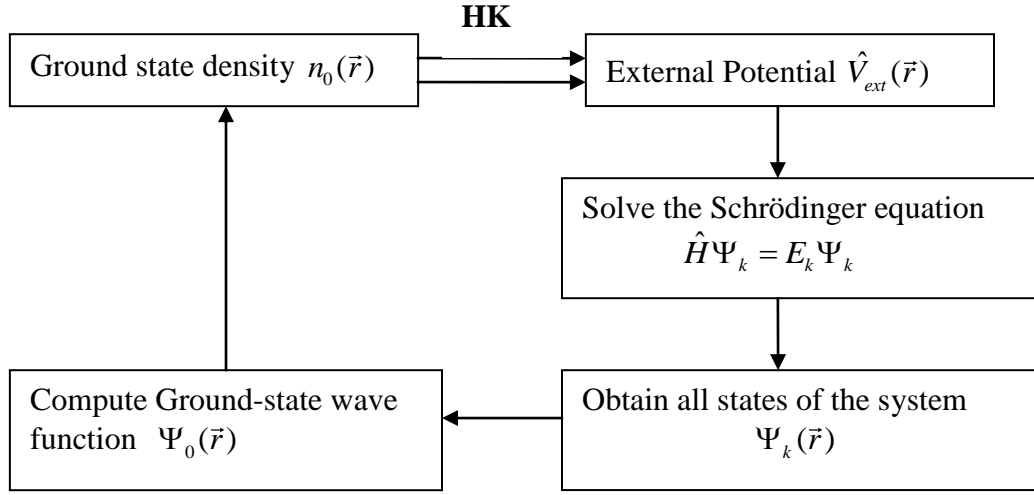 HK
Ground state density n₀(r⃗)
External Potential V̂ₑₓₜ(r⃗)
Solve the Schrödinger equation
ĤΨₖ = EₖΨₖ
Obtain all states of the system
Ψₖ(r⃗)
Compute Ground-state wave
function Ψ₀(r⃗)